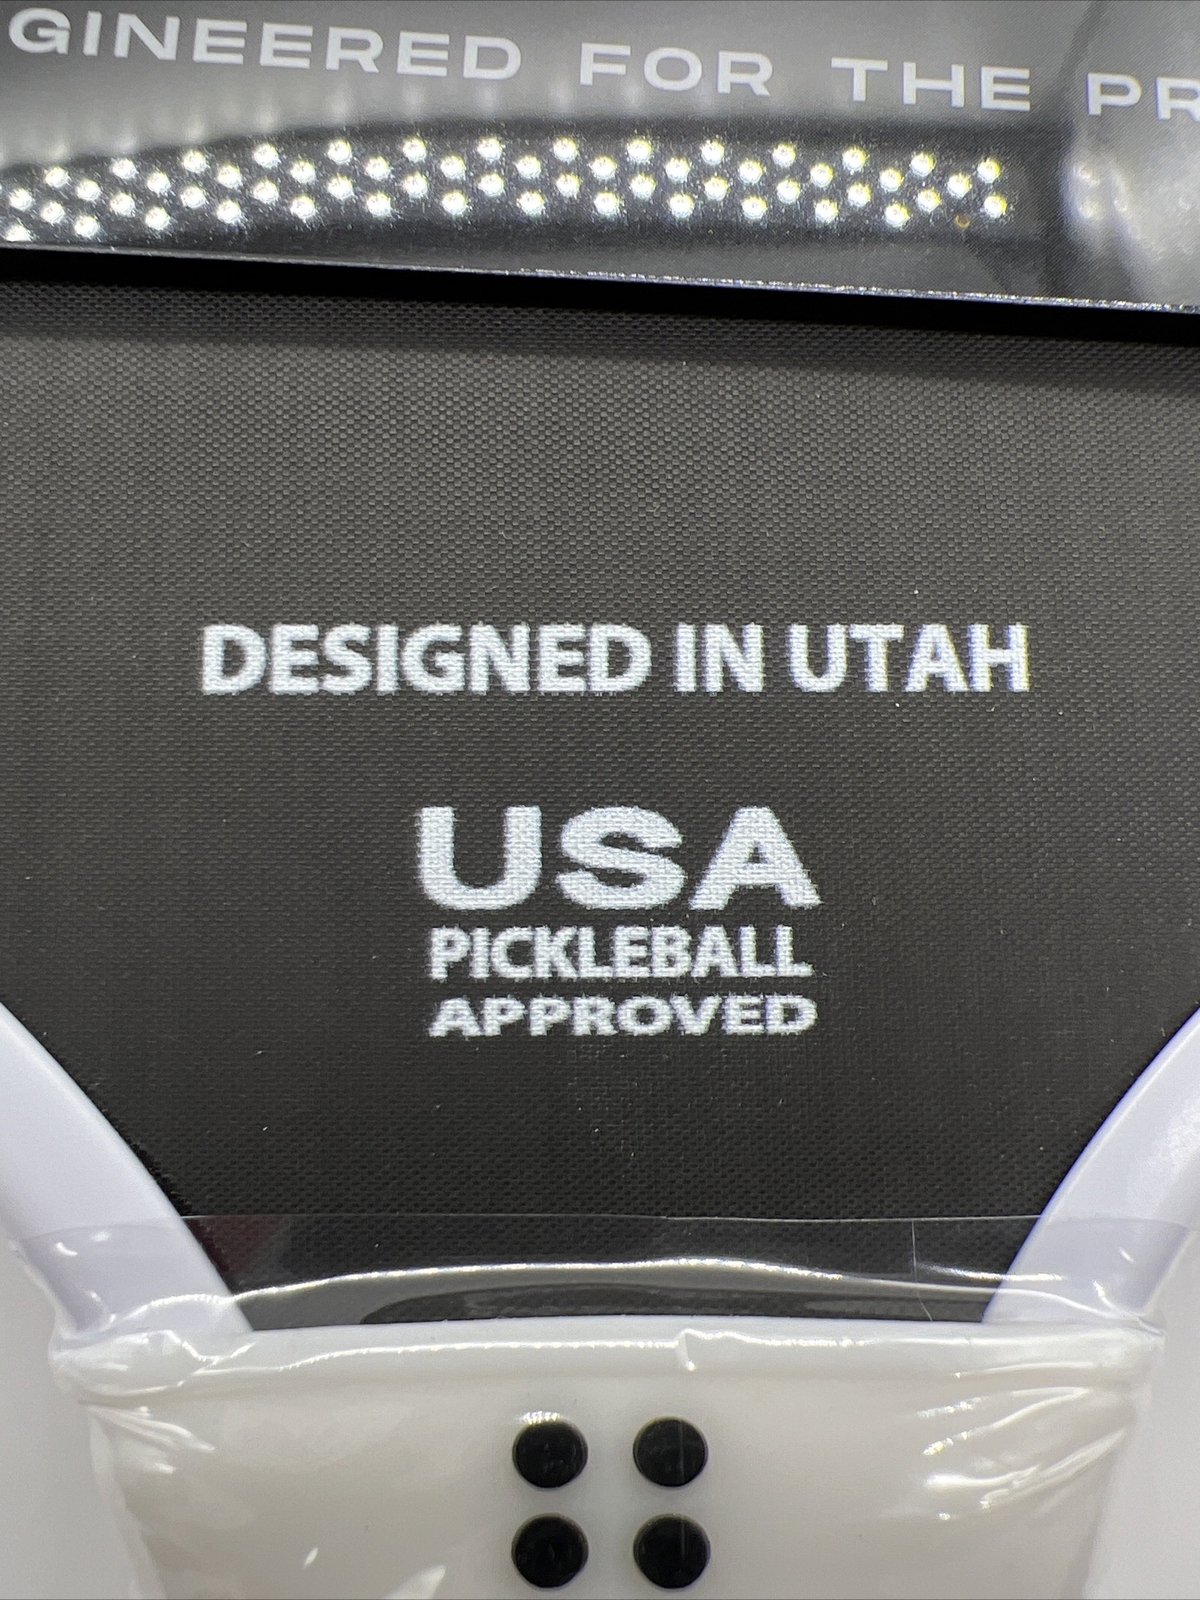 GINEERED FOR THE PR
DESIGNED IN UTAH
USA
PICKLEBALL
APPROVED